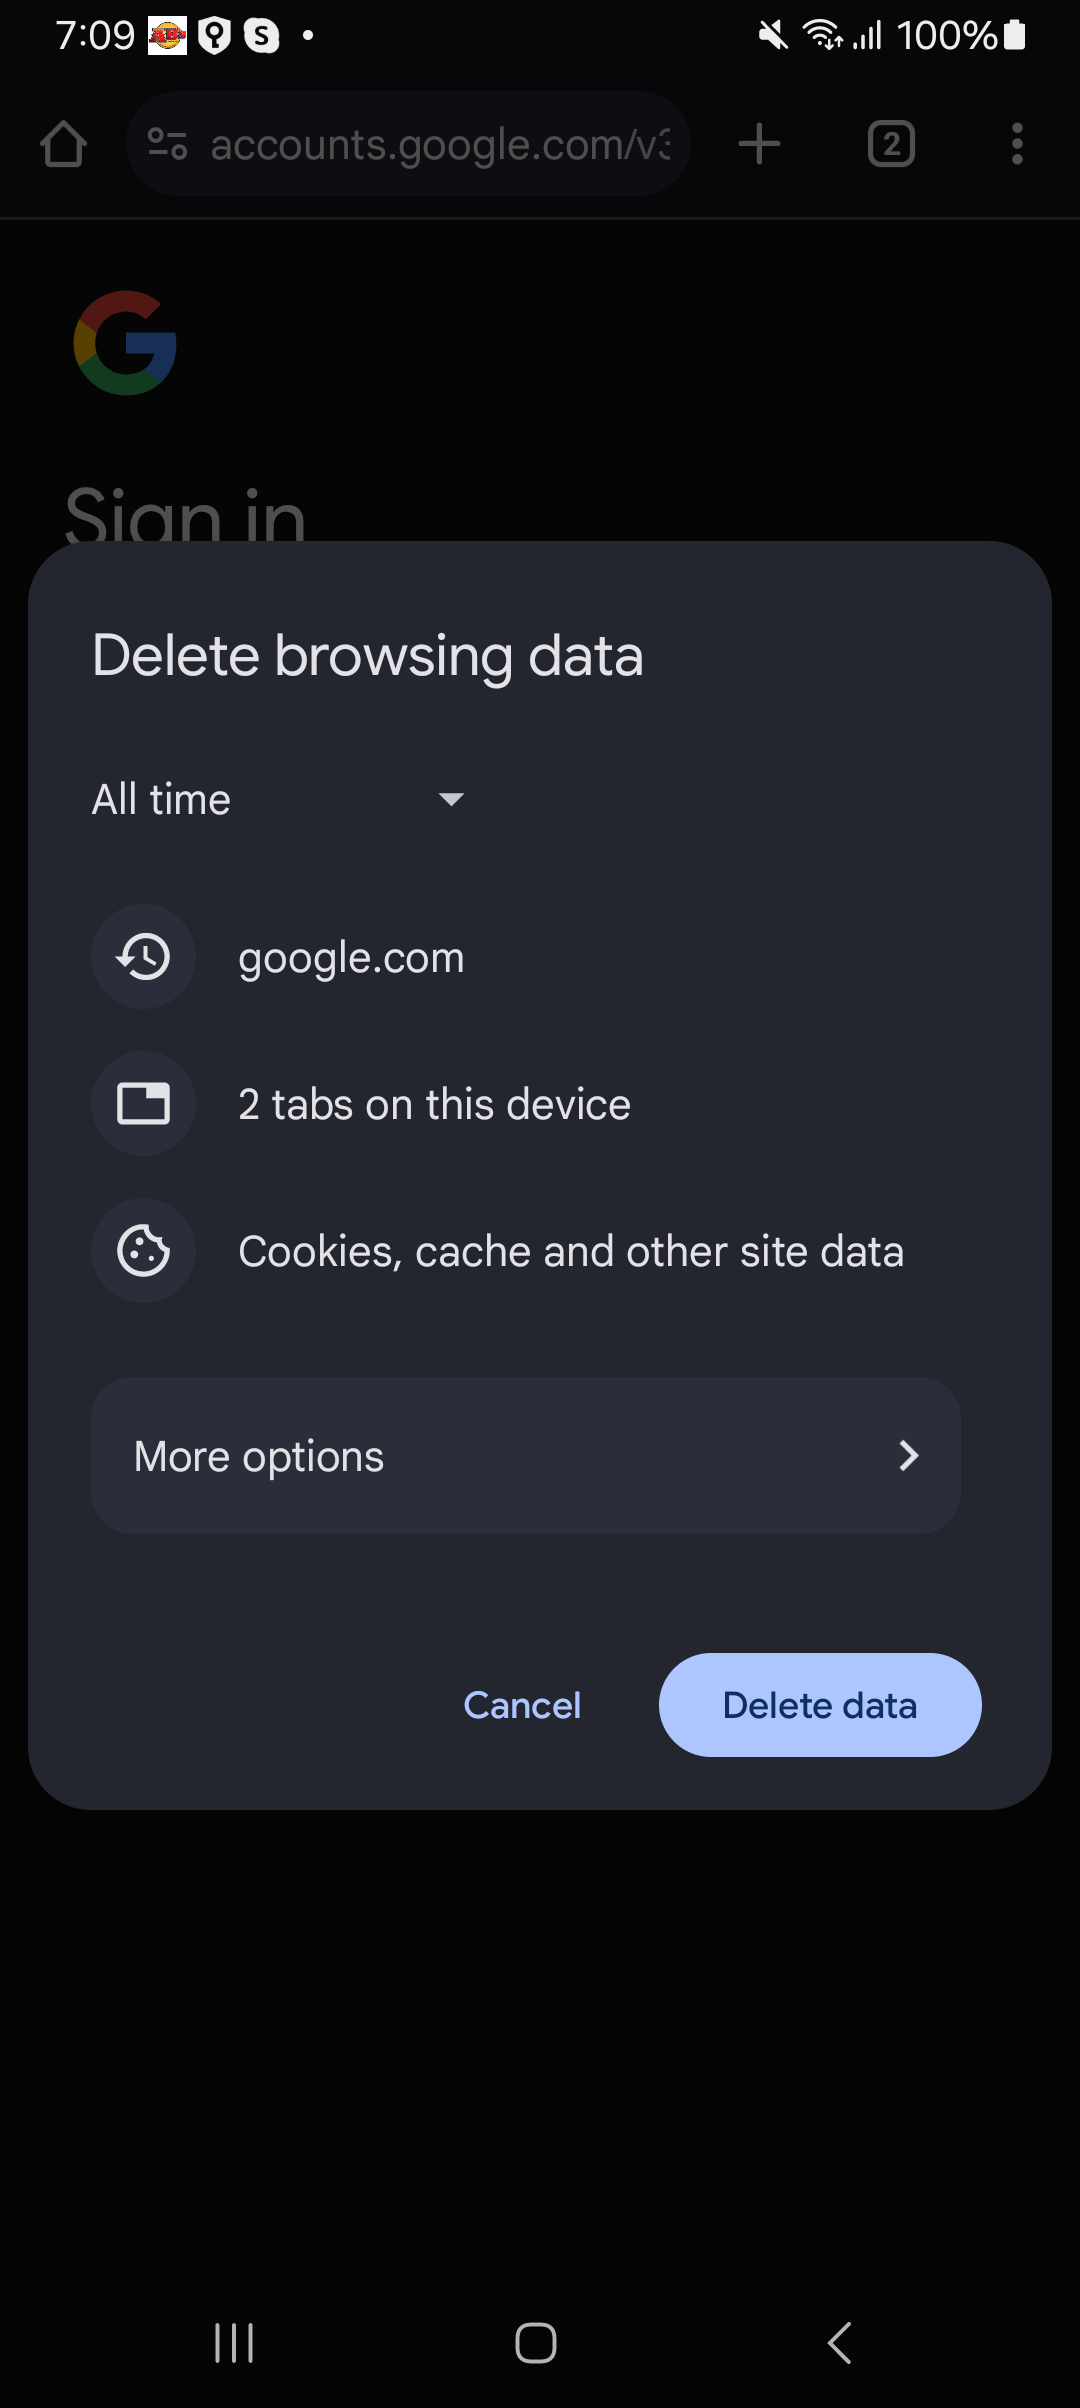 7:09 S 100%
accounts.google.com/v3
2
Sign in
Delete browsing data
All time
google.com
2 tabs on this device
Cookies, cache and other site data
More options
Cancel Delete data